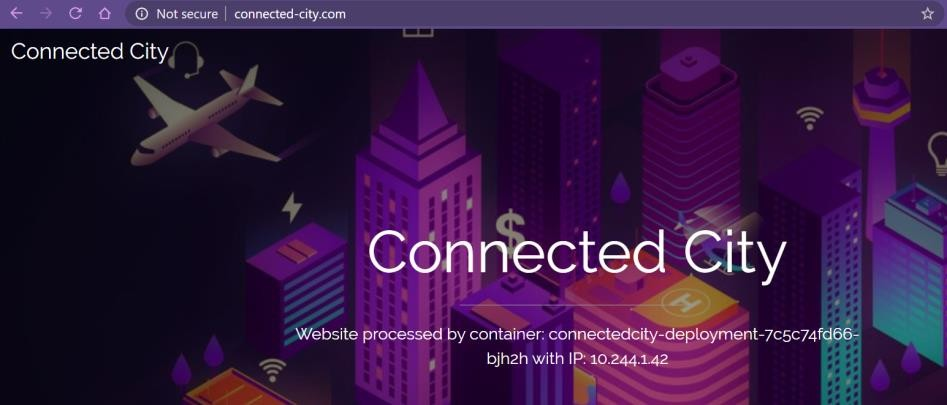 Not secure | connected-city.com
Connected City
Connected City
Website processed by container: connectedcity-deployment-7c5c74fd66-
bjh2h with IP: 10.244.1.42
$
H